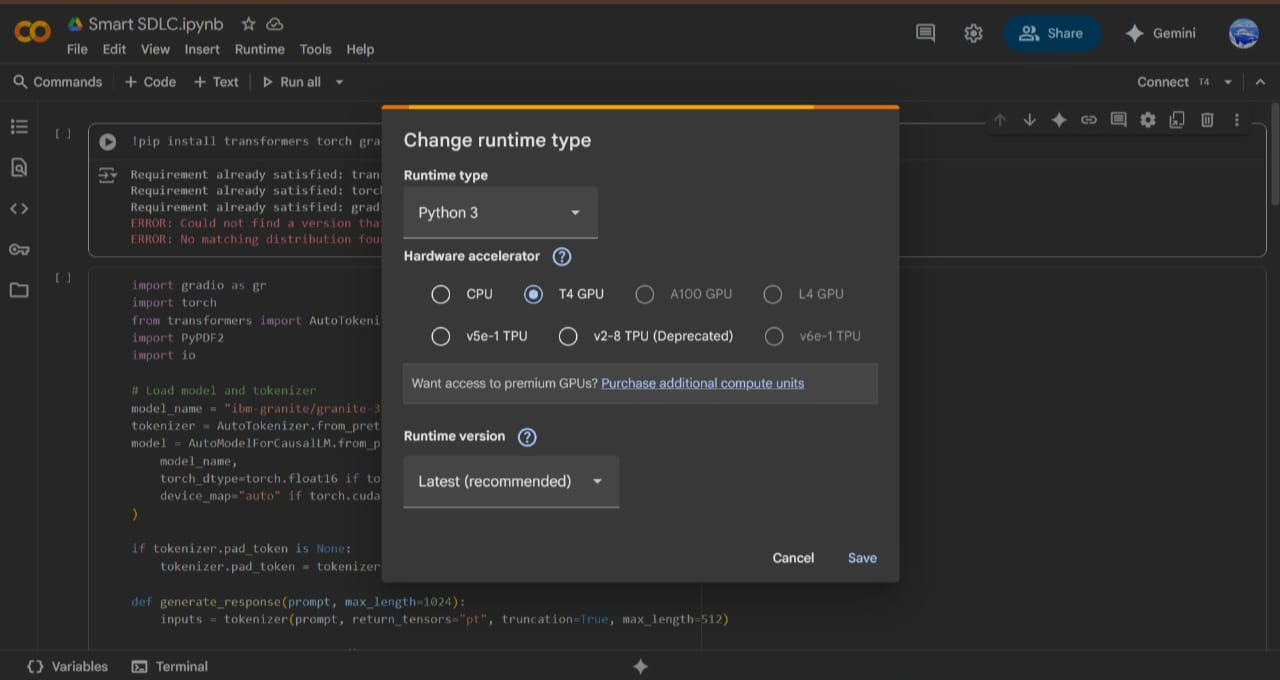 CO
Smart SDLC.ipynb
File Edit View Insert Runtime Tools Help
Share
Gemini
Commands + Code + Text Run all
Connect T4
[ ]
!pip install transformers torch gra
Requirement already satisfied: tran
Requirement already satisfied: torc
Requirement already satisfied: grad
ERROR: Could not find a version tha
ERROR: No matching distribution fou
[ ]
import gradio as gr
import torch
from transformers import AutoTokeni
import PyPDF2
import io
# Load model and tokenizer
model_name = "ibm-granite/granite-3
tokenizer = AutoTokenizer.from_pret
model = AutoModelForCausalLM.from_p
model_name,
torch_dtype=torch.float16 if to
device_map="auto" if torch.cuda
)
if tokenizer.pad_token is None:
tokenizer.pad_token = tokenizer
def generate_response(prompt, max_length=1024):
inputs = tokenizer(prompt, return_tensors="pt", truncation=True, max_length=512)
Change runtime type
Runtime type
Python 3
Hardware accelerator ?
CPU T4 GPU A100 GPU L4 GPU
v5e-1 TPU v2-8 TPU (Deprecated) v6e-1 TPU
Want access to premium GPUs? Purchase additional compute units
Runtime version ?
Latest (recommended)
Cancel Save
Variables Terminal